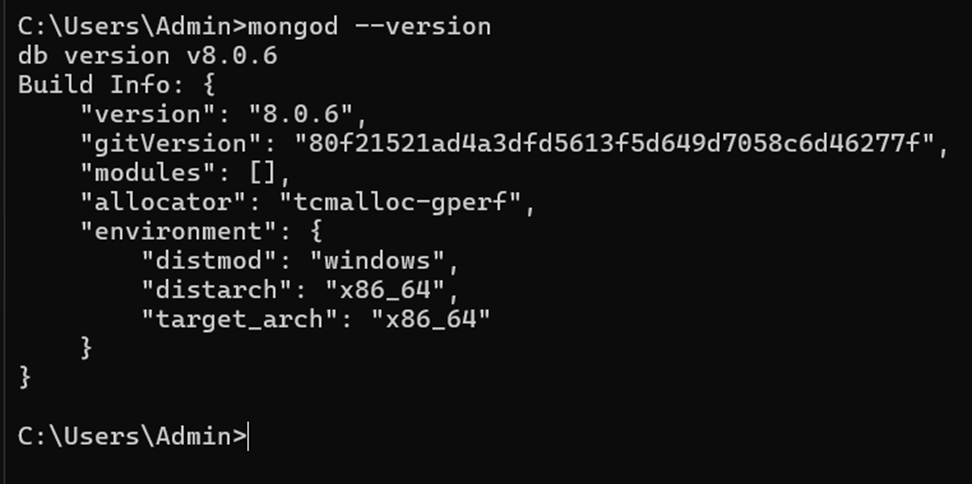 C:\Users\Admin>mongod --version
db version v8.0.6
Build Info: {
    "version": "8.0.6",
    "gitVersion": "80f21521ad4a3dfd5613f5d649d7058c6d46277f",
    "modules": [],
    "allocator": "tcmalloc-gperf",
    "environment": {
        "distmod": "windows",
        "distarch": "x86_64",
        "target_arch": "x86_64"
    }
}
C:\Users\Admin>